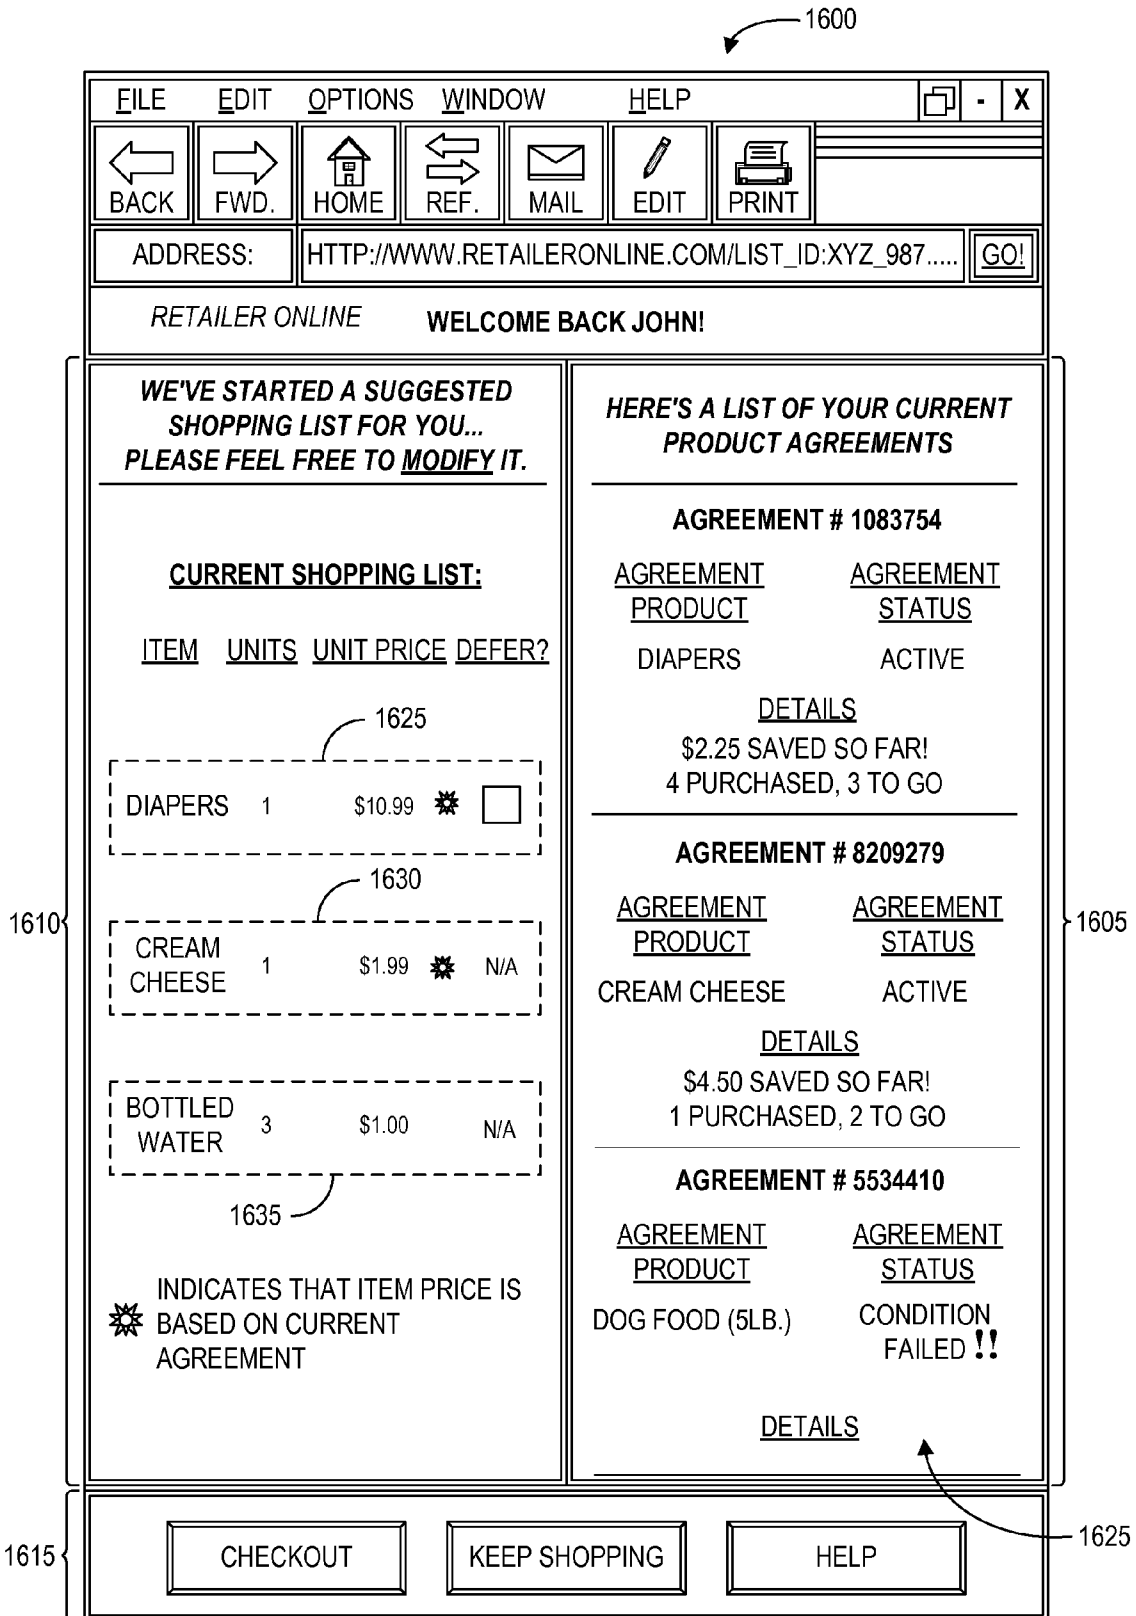 1600
FILE EDIT OPTIONS WINDOW HELP - X
BACK FWD. HOME REF. MAIL EDIT PRINT
ADDRESS: HTTP://WWW.RETAILERONLINE.COM/LIST_ID:XYZ_987..... GO!
RETAILER ONLINE WELCOME BACK JOHN!
1610
WE'VE STARTED A SUGGESTED
SHOPPING LIST FOR YOU...
PLEASE FEEL FREE TO MODIFY IT.
CURRENT SHOPPING LIST:
ITEM UNITS UNIT PRICE DEFER?
1625
DIAPERS 1 $10.99
1630
CREAM
CHEESE 1 $1.99 N/A
BOTTLED
WATER 3 $1.00 N/A
1635
INDICATES THAT ITEM PRICE IS
BASED ON CURRENT
AGREEMENT
HERE'S A LIST OF YOUR CURRENT
PRODUCT AGREEMENTS
AGREEMENT # 1083754
AGREEMENT AGREEMENT
PRODUCT STATUS
DIAPERS ACTIVE
DETAILS
$2.25 SAVED SO FAR!
4 PURCHASED, 3 TO GO
AGREEMENT # 8209279
AGREEMENT AGREEMENT
PRODUCT STATUS
CREAM CHEESE ACTIVE
DETAILS
$4.50 SAVED SO FAR!
1 PURCHASED, 2 TO GO
AGREEMENT # 5534410
AGREEMENT AGREEMENT
PRODUCT STATUS
DOG FOOD (5LB.) CONDITION
FAILED !!
DETAILS
1605
1625
1615
CHECKOUT KEEP SHOPPING HELP